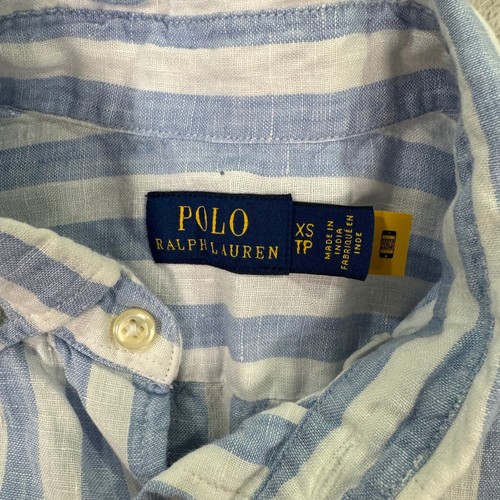 POLO
RALPH LAUREN
XS
TP
MADE IN
INDIA
FABRIQUÉ EN
INDE